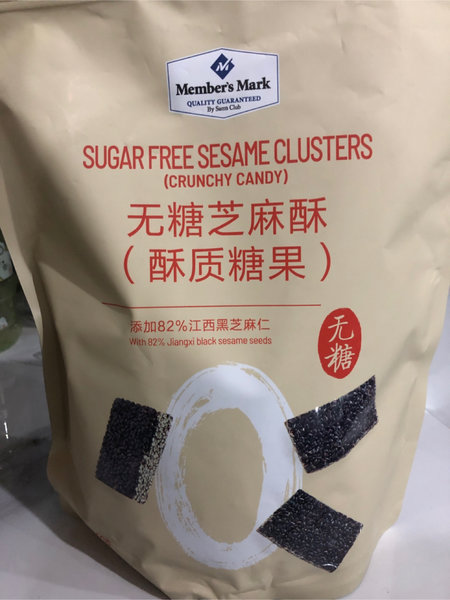 Member's Mark
QUALITY GUARANTEED
By Sam's Club
SUGAR FREE SESAME CLUSTERS
(CRUNCHY CANDY)
无糖芝麻酥
（酥质糖果）
添加82%江西黑芝麻仁
With 82% Jiangxi black sesame seeds
无糖